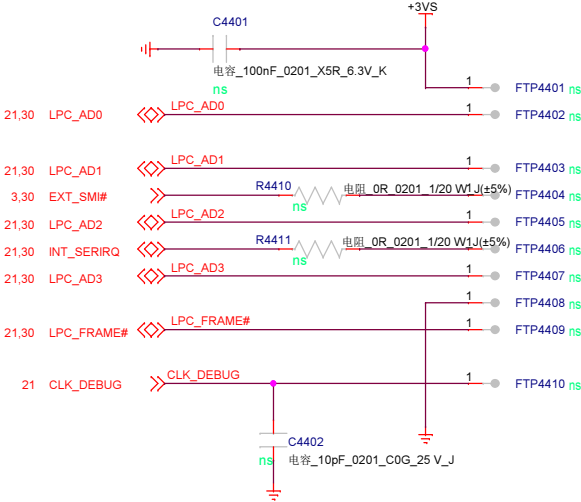 +3VS
C4401
电容_100nF_0201_X5R_6.3V_K
ns
1 FTP4401 ns
21,30 LPC_AD0 LPC_AD0 1 FTP4402 ns
21,30 LPC_AD1 LPC_AD1 1 FTP4403 ns
3,30 EXT_SMI# R4410 ns 电阻_0R_0201_1/20 W_J(±5%) 1 FTP4404 ns
21,30 LPC_AD2 LPC_AD2 1 FTP4405 ns
21,30 INT_SERIRQ R4411 ns 电阻_0R_0201_1/20 W_J(±5%) 1 FTP4406 ns
21,30 LPC_AD3 LPC_AD3 1 FTP4407 ns
1 FTP4408 ns
21,30 LPC_FRAME# LPC_FRAME# 1 FTP4409 ns
21 CLK_DEBUG CLK_DEBUG 1 FTP4410 ns
C4402
ns 电容_10pF_0201_C0G_25 V_J